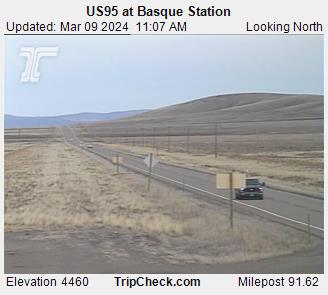 US95 at Basque Station
Updated: Mar 09 2024 11:07 AM Looking North
Elevation 4460 TripCheck.com Milepost 91.62